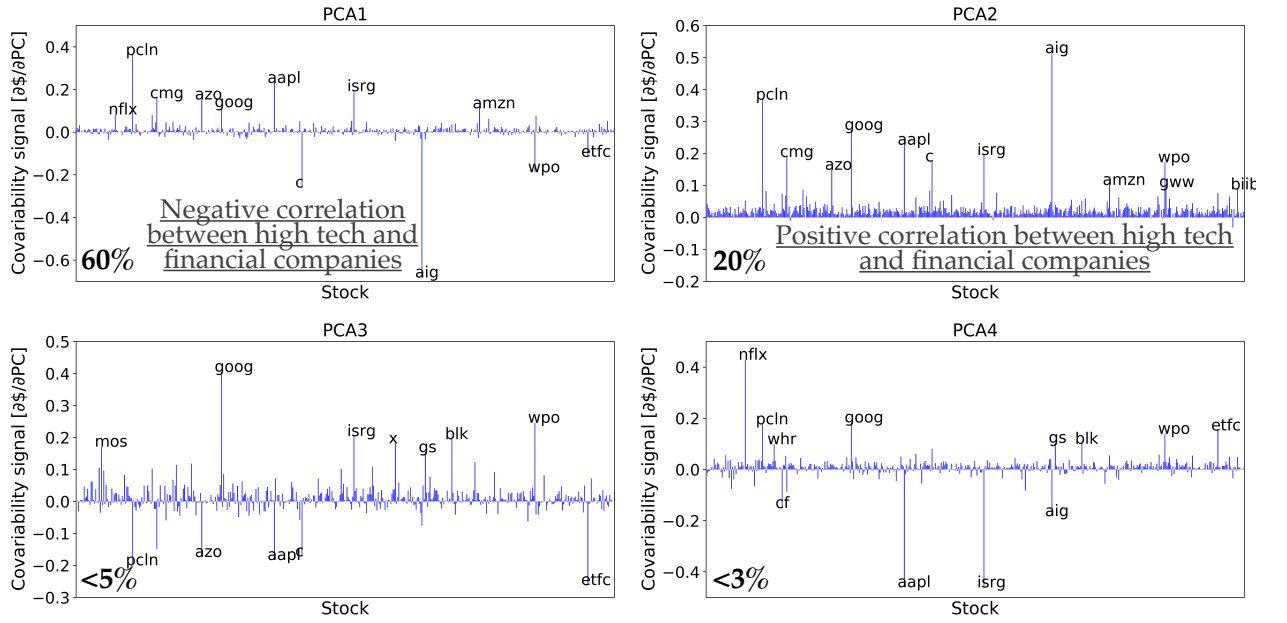 PCA1
Covariability signal [∂$/∂PC]
0.4
0.2
0.0
−0.2
−0.4
−0.6
pcln
nflx
cmg
azo
goog
aapl
c
isrg
aig
amzn
wpo
etfc
Negative correlation
between high tech and
financial companies
60%
Stock
PCA2
Covariability signal [∂$/∂PC]
0.6
0.5
0.4
0.3
0.2
0.1
0.0
−0.1
−0.2
pcln
cmg
azo
goog
aapl
c
isrg
aig
amzn
wpo
gww
biib
Positive correlation between high tech
and financial companies
20%
Stock
PCA3
Covariability signal [∂$/∂PC]
0.5
0.4
0.3
0.2
0.1
0.0
−0.1
−0.2
−0.3
mos
pcln
azo
goog
aapl
c
isrg
x
gs
blk
wpo
etfc
<5%
Stock
PCA4
Covariability signal [∂$/∂PC]
0.4
0.2
0.0
−0.2
−0.4
nflx
pcln
whr
cf
goog
aapl
isrg
gs
aig
blk
wpo
etfc
<3%
Stock